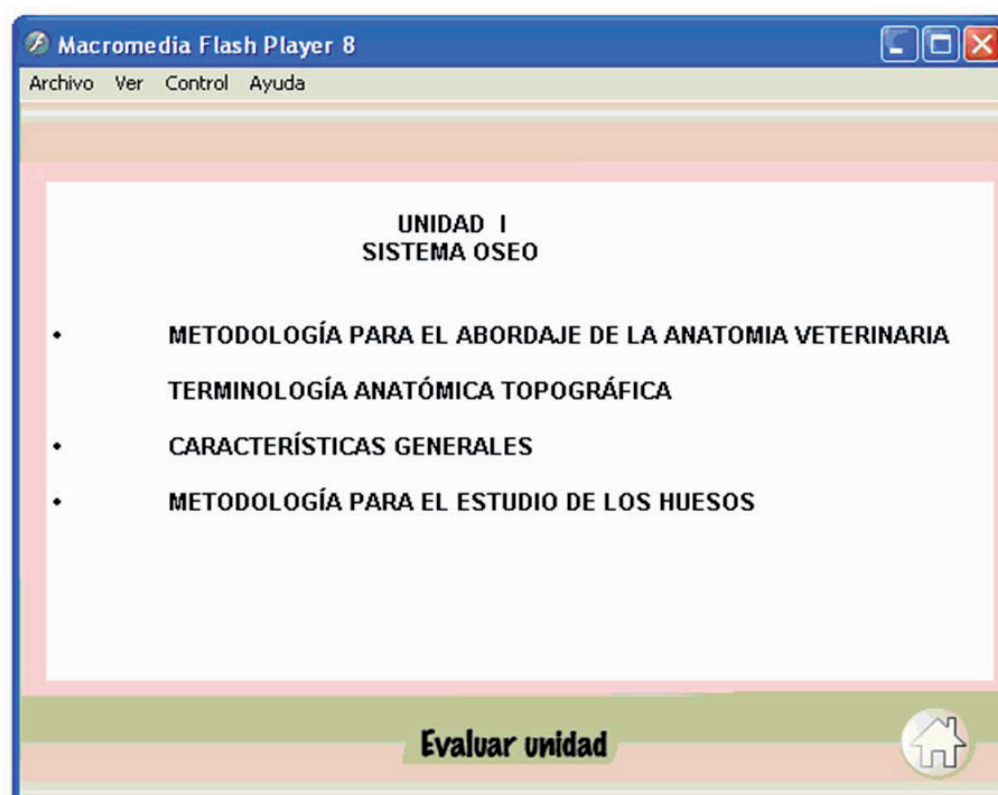 Macromedia Flash Player 8
Archivo Ver Control Ayuda
UNIDAD I
SISTEMA OSEO
• METODOLOGÍA PARA EL ABORDAJE DE LA ANATOMIA VETERINARIA
TERMINOLOGÍA ANATÓMICA TOPOGRÁFICA
• CARACTERÍSTICAS GENERALES
• METODOLOGÍA PARA EL ESTUDIO DE LOS HUESOS
Evaluar unidad